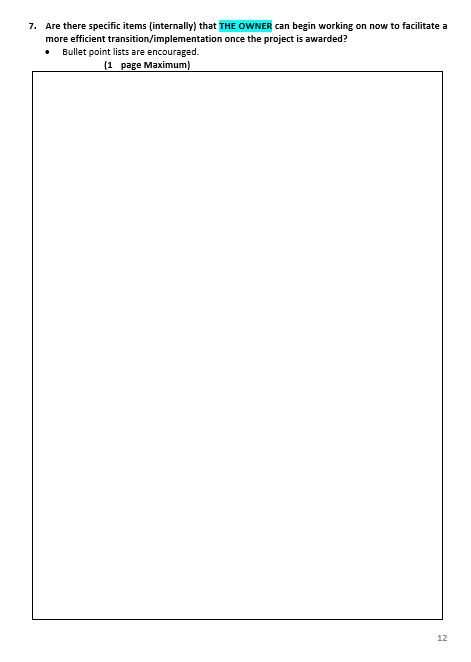 7. Are there specific items (internally) that THE OWNER can begin working on now to facilitate a
more efficient transition/implementation once the project is awarded?
• Bullet point lists are encouraged.
(1 page Maximum)
12